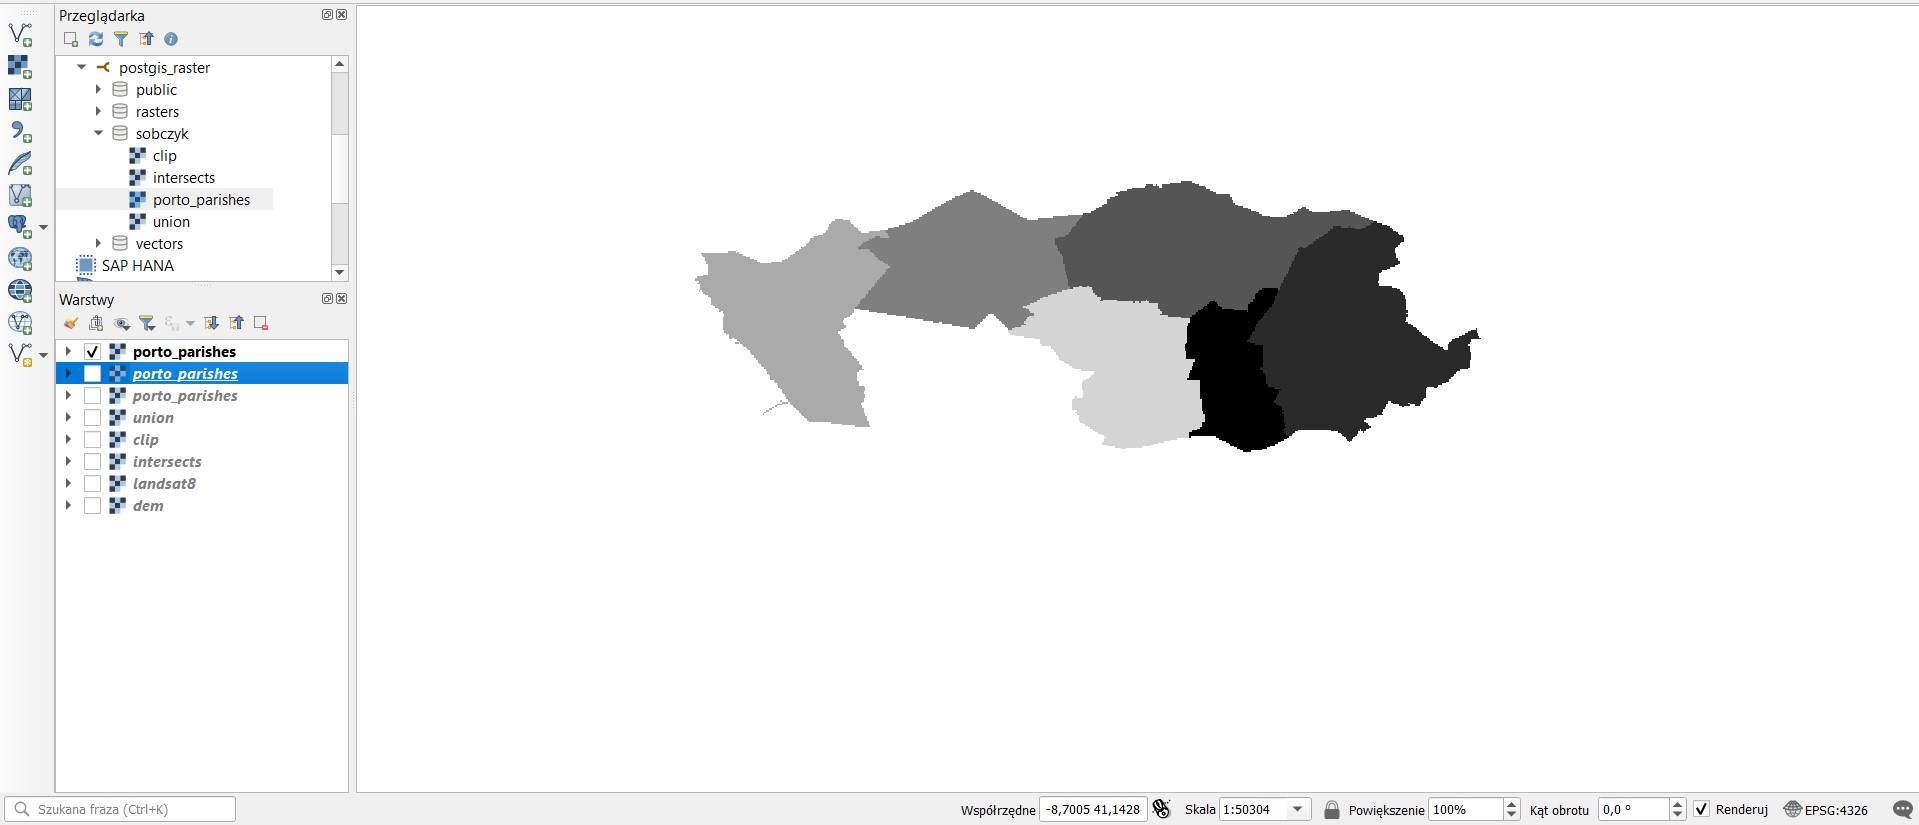 Przeglądarka
postgis_raster
public
rasters
sobczyk
clip
intersects
porto_parishes
union
vectors
SAP HANA
Warstwy
porto_parishes
porto_parishes
porto_parishes
union
clip
intersects
landsat8
dem
Szukana fraza (Ctrl+K)
Współrzędne -8,7005 41,1428 Skala 1:50304 Powiększenie 100% Kąt obrotu 0,0 ° Renderuj EPSG:4326